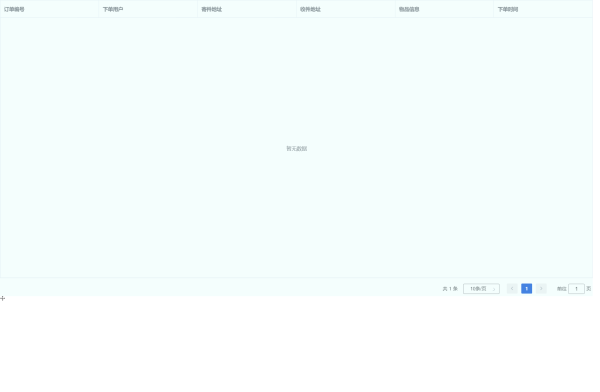 订单编号 下单用户 寄件地址 收件地址 物品信息 下单时间
暂无数据
共 1 条 10条/页 1 前往 1 页